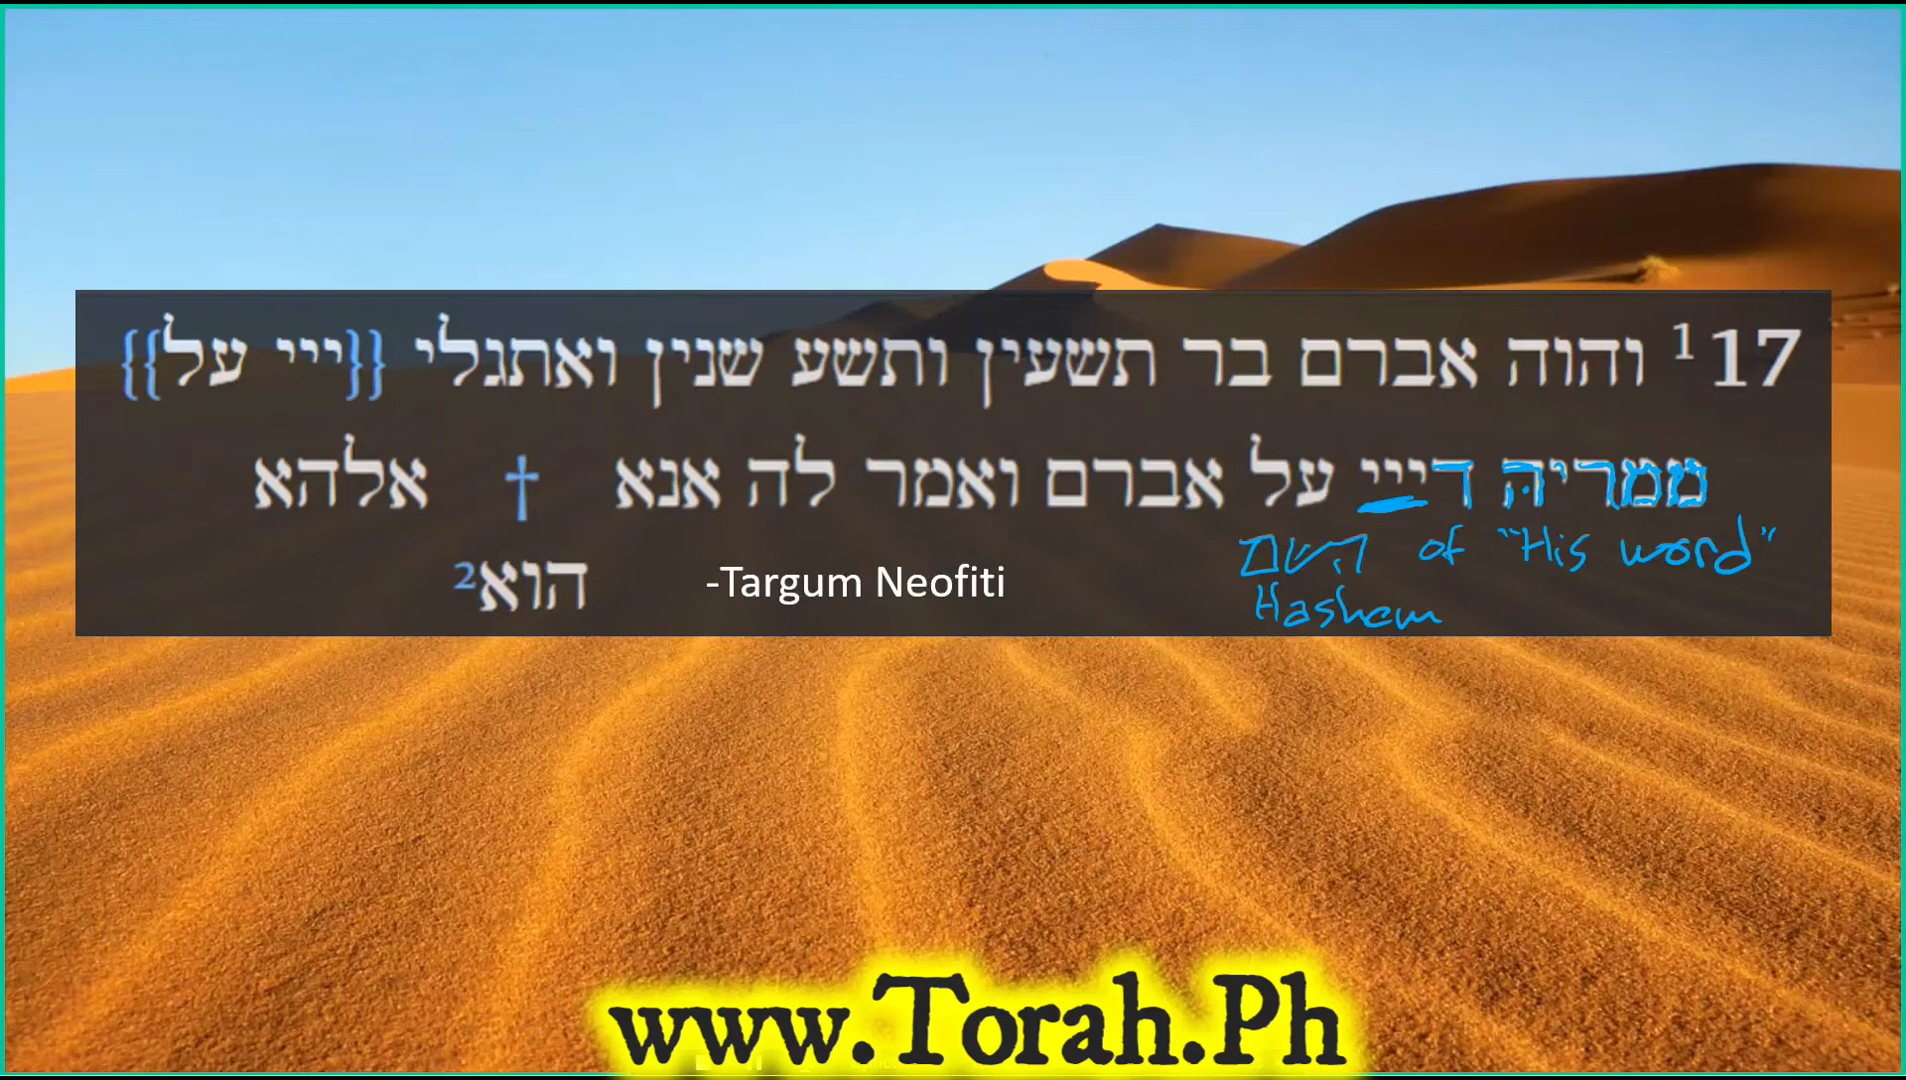 17 ¹ והוה אברם בר תשעין ותשע שנין ואתגלי {{ייי על}}
ממריה דייי על אברם ואמר לה אנא † אלהא
הוא²
-Targum Neofiti
השם of "His word"
Hashem
www.Torah.Ph